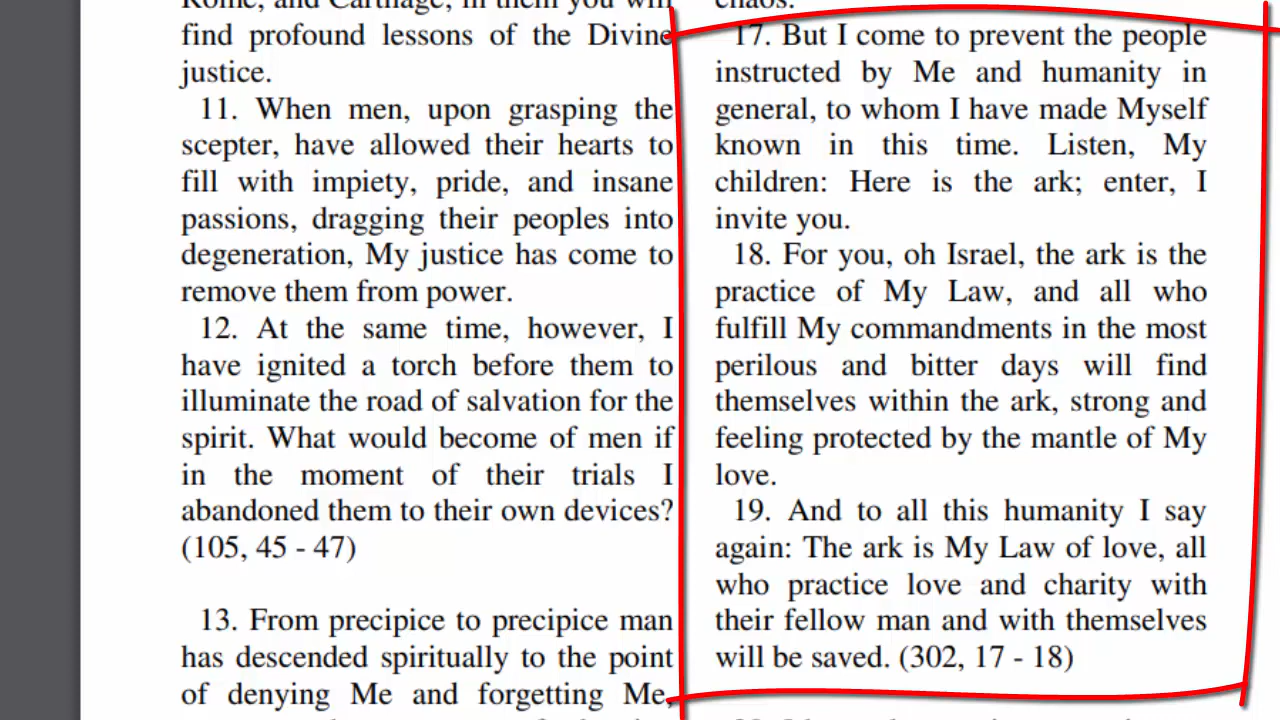 Rome, and Carthage, in them you will
find profound lessons of the Divine
justice.
11. When men, upon grasping the
scepter, have allowed their hearts to
fill with impiety, pride, and insane
passions, dragging their peoples into
degeneration, My justice has come to
remove them from power.
12. At the same time, however, I
have ignited a torch before them to
illuminate the road of salvation for the
spirit. What would become of men if
in the moment of their trials I
abandoned them to their own devices?
(105, 45 - 47)
13. From precipice to precipice man
has descended spiritually to the point
of denying Me and forgetting Me,
chaos.
17. But I come to prevent the people
instructed by Me and humanity in
general, to whom I have made Myself
known in this time. Listen, My
children: Here is the ark; enter, I
invite you.
18. For you, oh Israel, the ark is the
practice of My Law, and all who
fulfill My commandments in the most
perilous and bitter days will find
themselves within the ark, strong and
feeling protected by the mantle of My
love.
19. And to all this humanity I say
again: The ark is My Law of love, all
who practice love and charity with
their fellow man and with themselves
will be saved. (302, 17 - 18)